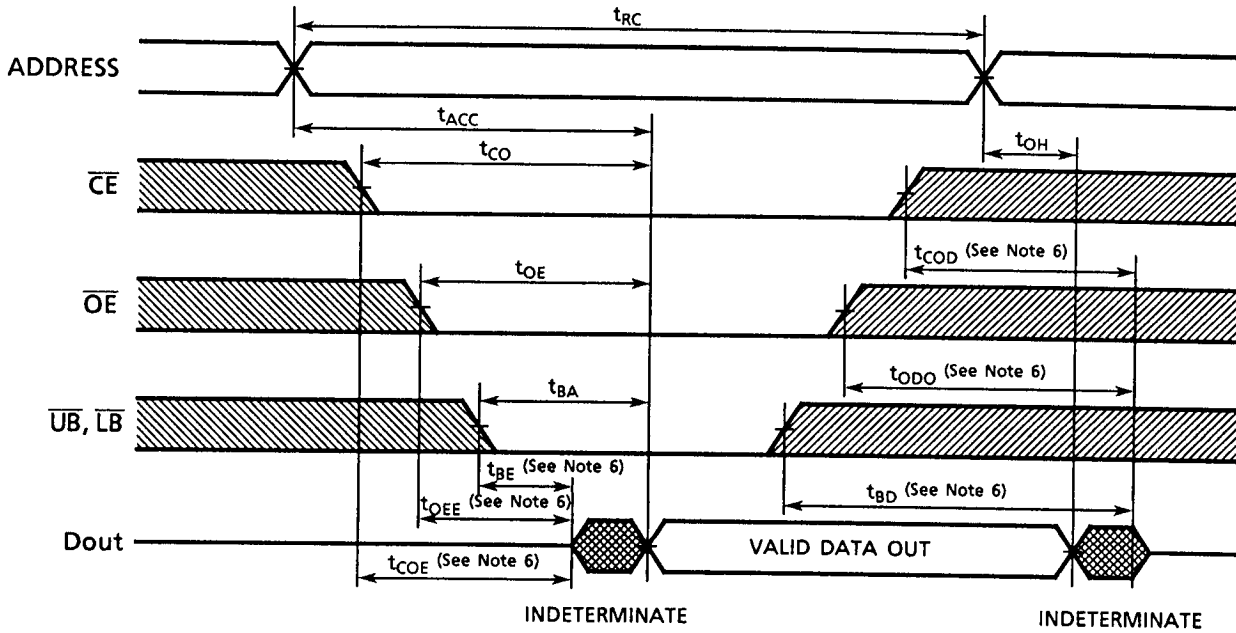 tRC
ADDRESS
tACC
tCO
tOH
CE
tCOD (See Note 6)
tOE
OE
tODO (See Note 6)
tBA
UB, LB
tBE (See Note 6)
tBD (See Note 6)
tOEE (See Note 6)
Dout
VALID DATA OUT
tCOE (See Note 6)
INDETERMINATE
INDETERMINATE